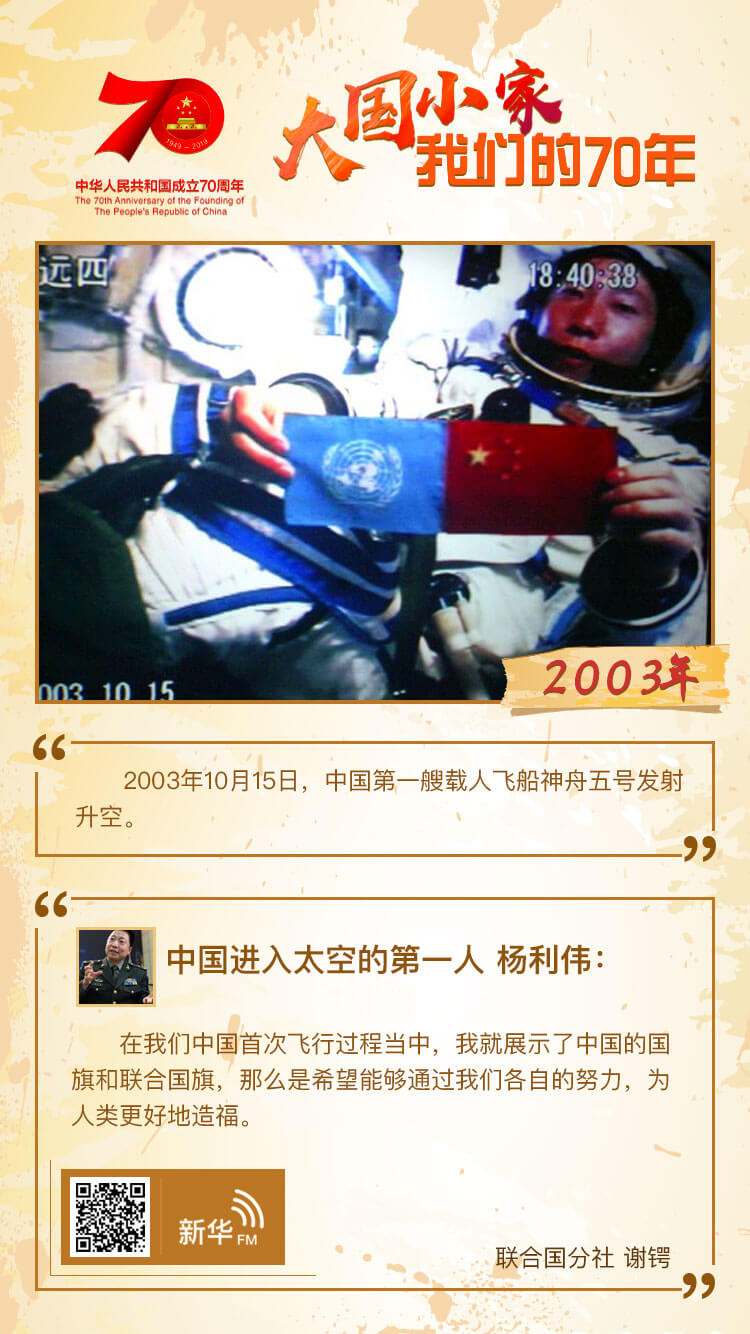 70
1949 – 2019
中华人民共和国成立70周年
The 70th Anniversary of the Founding of
The People's Republic of China
大国小家
我们的70年
远四
18:40:38
003 10 15
2003年
“
2003年10月15日，中国第一艘载人飞船神舟五号发射
升空。
”
“
中国进入太空的第一人 杨利伟：
在我们中国首次飞行过程当中，我就展示了中国的国
旗和联合国旗，那么是希望能够通过我们各自的努力，为
人类更好地造福。
新华FM
联合国分社 谢锷
”